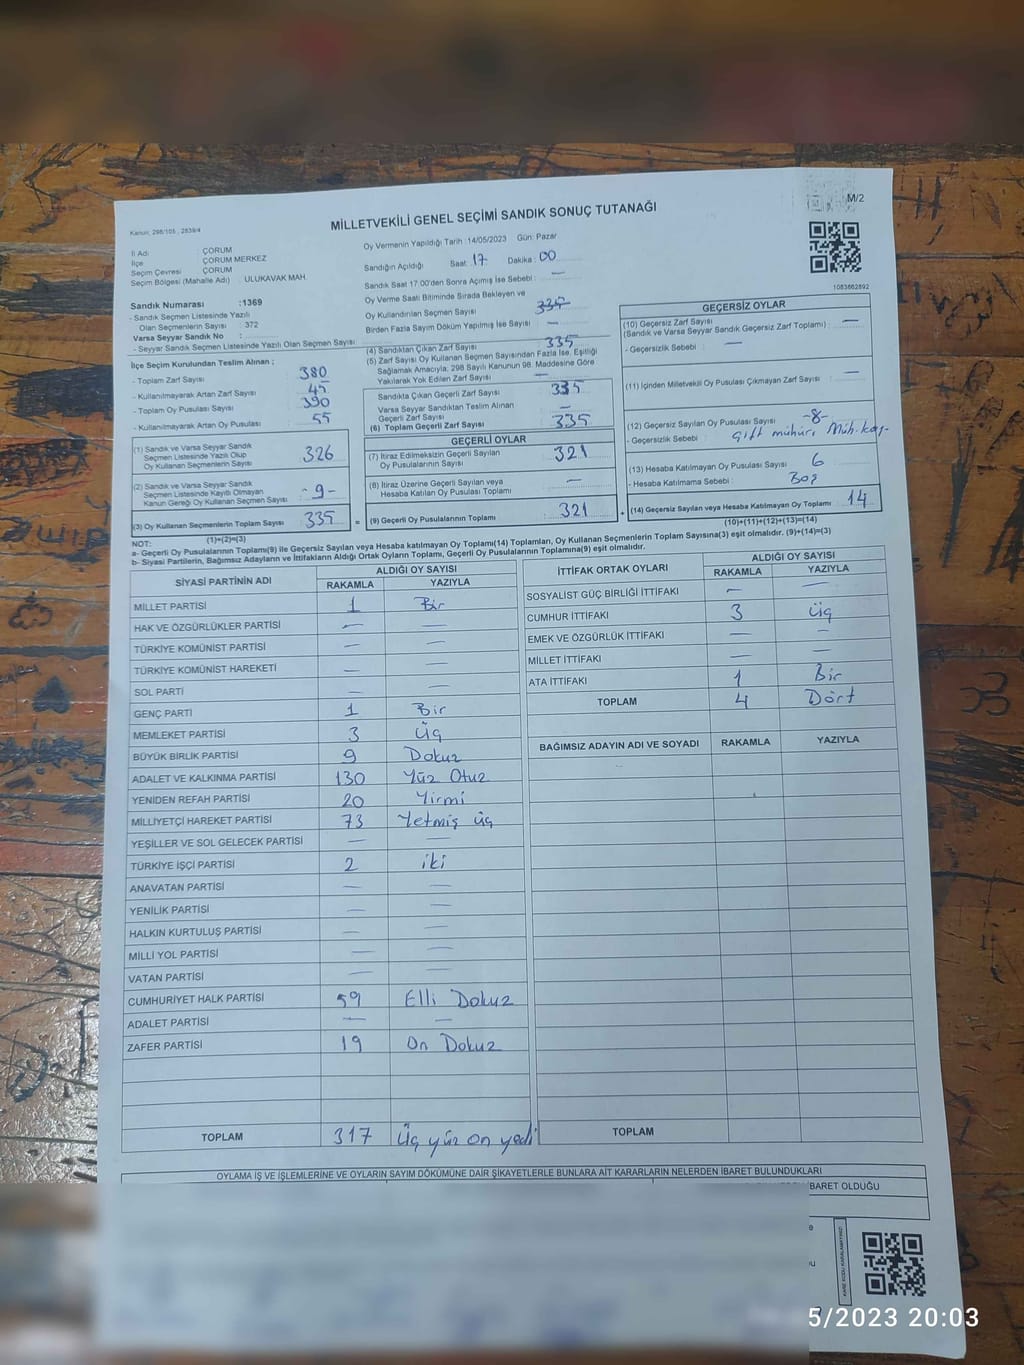 M/2
Kanun, 298/105 , 2839/4
MİLLETVEKİLİ GENEL SEÇİMİ SANDIK SONUÇ TUTANAĞI
İl Adı : ÇORUM
İlçe : ÇORUM MERKEZ
Seçim Çevresi : ÇORUM
Seçim Bölgesi (Mahalle Adı) : ULUKAVAK MAH.
Oy Vermenin Yapıldığı Tarih :14/05/2023 Gün: Pazar
Sandığın Açıldığı Saat: 17 Dakika : 00
Sandık Saat 17.00'den Sonra Açımış İse Sebebi : —
1083662892
Sandık Numarası :1369
- Sandık Seçmen Listesinde Yazılı
Olan Seçmenlerin Sayısı : 372
Varsa Seyyar Sandık No :
- Seyyar Sandık Seçmen Listesinde Yazılı Olan Seçmen Sayısı
Oy Verme Saati Bitiminde Sırada Bekleyen ve
Oy Kullandırılan Seçmen Sayısı
Birden Fazla Sayım Döküm Yapılmış İse Sayısı : —
İlçe Seçim Kurulundan Teslim Alınan ;
- Toplam Zarf Sayısı 380
- Kullanılmayarak Artan Zarf Sayısı 45
- Toplam Oy Pusulası Sayısı 390
- Kullanılmayarak Artan Oy Pusulası 55
(4) Sandıktan Çıkan Zarf Sayısı 335
(5) Zarf Sayısı Oy Kullanan Seçmen Sayısından Fazla İse, Eşitliği
Sağlamak Amacıyla, 298 Sayılı Kanunun 98. Maddesine Göre
Yakılarak Yok Edilen Zarf Sayısı —
Sandıkta Çıkan Geçerli Zarf Sayısı 335
Varsa Seyyar Sandıktan Teslim Alınan
Geçerli Zarf Sayısı —
(6) Toplam Geçerli Zarf Sayısı 335
GEÇERSİZ OYLAR
(10) Geçersiz Zarf Sayısı
(Sandık ve Varsa Seyyar Sandık Geçersiz Zarf Toplamı) : —
- Geçersizlik Sebebi : —
(11) İçinden Milletvekili Oy Pusulası Çıkmayan Zarf Sayısı : —
(12) Geçersiz Sayılan Oy Pusulası Sayısı -8-
- Geçersizlik Sebebi : Çift mühür,
(13) Hesaba Katılmayan Oy Pusulası Sayısı 6
- Hesaba Katılmama Sebebi : Boş
(14) Geçersiz Sayılan veya Hesaba Katılmayan Oy Toplamı 14
(10)+(11)+(12)+(13)=(14)
(1) Sandık ve Varsa Seyyar Sandık
Seçmen Listesinde Yazılı Olup
Oy Kullanan Seçmenlerin Sayısı 326
(2) Sandık ve Varsa Seyyar Sandık
Seçmen Listesinde Kayıtlı Olmayan
Kanun Gereği Oy Kullanan Seçmen Sayısı -9-
(3) Oy Kullanan Seçmenlerin Toplam Sayısı 335 =
(1)+(2)=(3)
GEÇERLİ OYLAR
(7) İtiraz Edilmeksizin Geçerli Sayılan
Oy Pusulalarının Sayısı 321
(8) İtiraz Üzerine Geçerli Sayılan veya
Hesaba Katılan Oy Pusulası Toplamı —
(9) Geçerli Oy Pusulalarının Toplamı 321 +
NOT:
a- Geçerli Oy Pusulalarının Toplamı(9) ile Geçersiz Sayılan veya Hesaba katılmayan Oy Toplamı(14) Toplamları, Oy Kullanan Seçmenlerin Toplam Sayısına(3) eşit olmalıdır. (9)+(14)=(3)
b- Siyasi Partilerin, Bağımsız Adayların ve İttifakların Aldığı Oy Ortak Oyların Toplamı, Geçerli Oy Pusulalarının Toplamına(9) eşit olmalıdır.
SİYASİ PARTİNİN ADI ALDIĞI OY SAYISI
RAKAMLA YAZIYLA
MİLLET PARTİSİ 1 Bir
HAK VE ÖZGÜRLÜKLER PARTİSİ — —
TÜRKİYE KOMÜNİST PARTİSİ — —
TÜRKİYE KOMÜNİST HAREKETİ — —
SOL PARTİ — —
GENÇ PARTİ 1 Bir
MEMLEKET PARTİSİ 3 Üç
BÜYÜK BİRLİK PARTİSİ 9 Dokuz
ADALET VE KALKINMA PARTİSİ 130 Yüz Otuz
YENİDEN REFAH PARTİSİ 20 Yirmi
MİLLİYETÇİ HAREKET PARTİSİ 73 Yetmiş üç
YEŞİLLER VE SOL GELECEK PARTİSİ — —
TÜRKİYE İŞÇİ PARTİSİ 2 iki
ANAVATAN PARTİSİ — —
YENİLİK PARTİSİ — —
HALKIN KURTULUŞ PARTİSİ — —
MİLLİ YOL PARTİSİ — —
VATAN PARTİSİ — —
CUMHURİYET HALK PARTİSİ 59 Elli Dokuz
ADALET PARTİSİ — —
ZAFER PARTİSİ 19 On Dokuz
TOPLAM 317 Üç yüz on yedi
İTTİFAK ORTAK OYLARI ALDIĞI OY SAYISI
RAKAMLA YAZIYLA
SOSYALİST GÜÇ BİRLİĞİ İTTİFAKI — —
CUMHUR İTTİFAKI 3 Üç
EMEK VE ÖZGÜRLÜK İTTİFAKI — —
MİLLET İTTİFAKI — —
ATA İTTİFAKI 1 Bir
TOPLAM 4 Dört
BAĞIMSIZ ADAYIN ADI VE SOYADI RAKAMLA YAZIYLA
TOPLAM
OYLAMA İŞ VE İŞLEMLERİNE VE OYLARIN SAYIM DÖKÜMÜNE DAİR ŞİKAYETLERLE BUNLARA AİT KARARLARIN NELERDEN İBARET BULUNDUKLARI
İBARET OLDUĞU
KARE KODU KARALAMAYINIZ!
5/2023 20:03